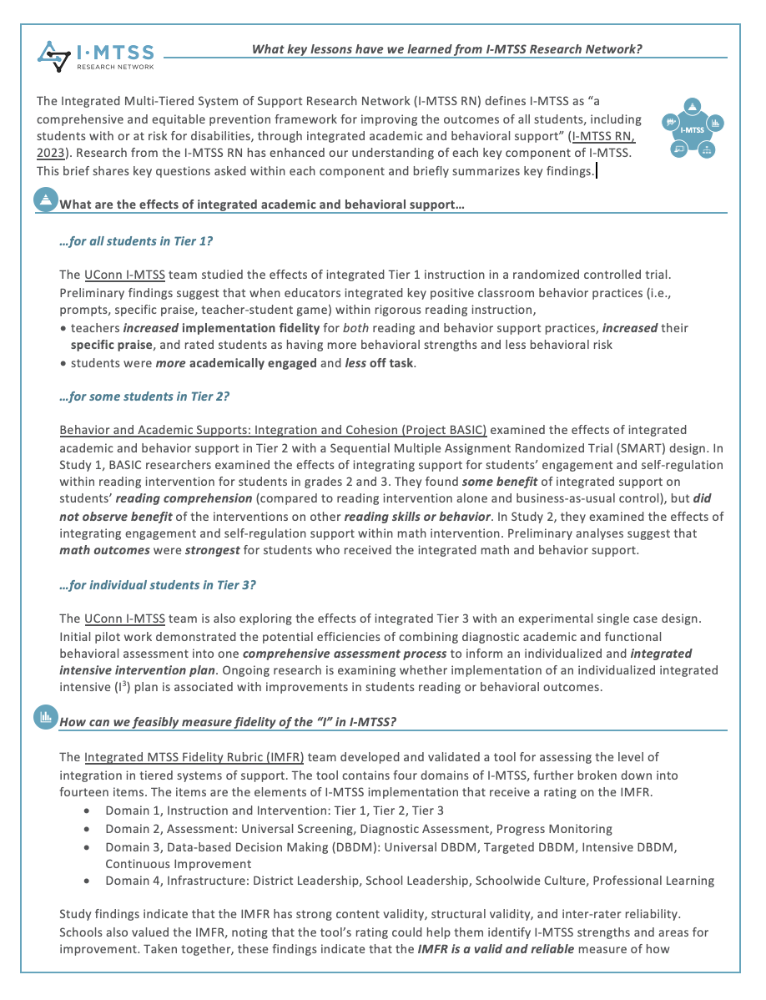 I·MTSS
RESEARCH NETWORK
What key lessons have we learned from I-MTSS Research Network?
The Integrated Multi-Tiered System of Support Research Network (I-MTSS RN) defines I-MTSS as “a
comprehensive and equitable prevention framework for improving the outcomes of all students, including
students with or at risk for disabilities, through integrated academic and behavioral support” (I-MTSS RN,
2023). Research from the I-MTSS RN has enhanced our understanding of each key component of I-MTSS.
This brief shares key questions asked within each component and briefly summarizes key findings.
I-MTSS
What are the effects of integrated academic and behavioral support…
…for all students in Tier 1?
The UConn I-MTSS team studied the effects of integrated Tier 1 instruction in a randomized controlled trial.
Preliminary findings suggest that when educators integrated key positive classroom behavior practices (i.e.,
prompts, specific praise, teacher-student game) within rigorous reading instruction,
• teachers increased implementation fidelity for both reading and behavior support practices, increased their
specific praise, and rated students as having more behavioral strengths and less behavioral risk
• students were more academically engaged and less off task.
…for some students in Tier 2?
Behavior and Academic Supports: Integration and Cohesion (Project BASIC) examined the effects of integrated
academic and behavior support in Tier 2 with a Sequential Multiple Assignment Randomized Trial (SMART) design. In
Study 1, BASIC researchers examined the effects of integrating support for students’ engagement and self-regulation
within reading intervention for students in grades 2 and 3. They found some benefit of integrated support on
students’ reading comprehension (compared to reading intervention alone and business-as-usual control), but did
not observe benefit of the interventions on other reading skills or behavior. In Study 2, they examined the effects of
integrating engagement and self-regulation support within math intervention. Preliminary analyses suggest that
math outcomes were strongest for students who received the integrated math and behavior support.
…for individual students in Tier 3?
The UConn I-MTSS team is also exploring the effects of integrated Tier 3 with an experimental single case design.
Initial pilot work demonstrated the potential efficiencies of combining diagnostic academic and functional
behavioral assessment into one comprehensive assessment process to inform an individualized and integrated
intensive intervention plan. Ongoing research is examining whether implementation of an individualized integrated
intensive (I³) plan is associated with improvements in students reading or behavioral outcomes.
How can we feasibly measure fidelity of the “I” in I-MTSS?
The Integrated MTSS Fidelity Rubric (IMFR) team developed and validated a tool for assessing the level of
integration in tiered systems of support. The tool contains four domains of I-MTSS, further broken down into
fourteen items. The items are the elements of I-MTSS implementation that receive a rating on the IMFR.
• Domain 1, Instruction and Intervention: Tier 1, Tier 2, Tier 3
• Domain 2, Assessment: Universal Screening, Diagnostic Assessment, Progress Monitoring
• Domain 3, Data-based Decision Making (DBDM): Universal DBDM, Targeted DBDM, Intensive DBDM,
Continuous Improvement
• Domain 4, Infrastructure: District Leadership, School Leadership, Schoolwide Culture, Professional Learning
Study findings indicate that the IMFR has strong content validity, structural validity, and inter-rater reliability.
Schools also valued the IMFR, noting that the tool’s rating could help them identify I-MTSS strengths and areas for
improvement. Taken together, these findings indicate that the IMFR is a valid and reliable measure of how